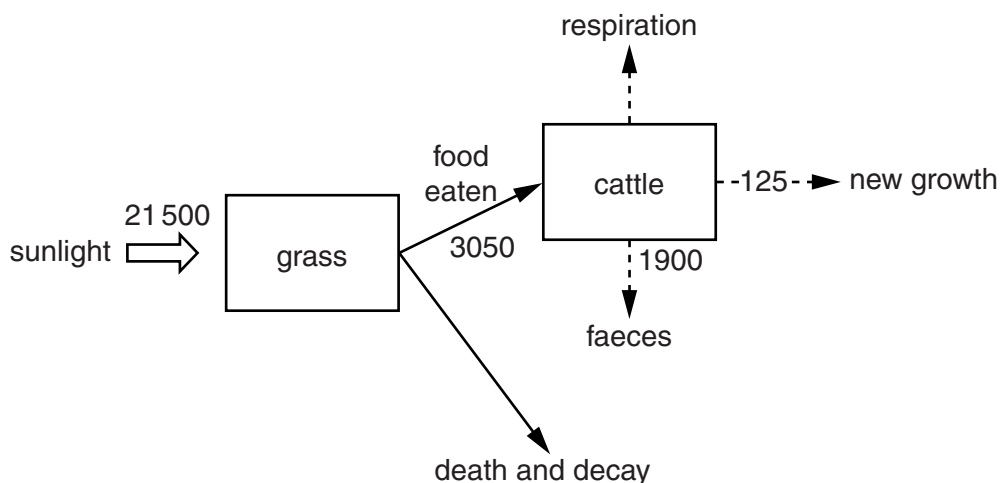 respiration
food
eaten
cattle
125
new growth
21 500
sunlight
grass
3050
1900
faeces
death and decay